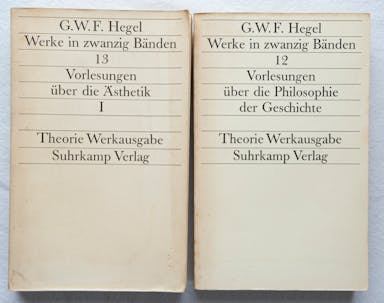 G.W.F. Hegel
Werke in zwanzig Bänden
13
Vorlesungen
über die Ästhetik
I
Theorie Werkausgabe
Suhrkamp Verlag
G.W.F. Hegel
Werke in zwanzig Bänden
12
Vorlesungen
über die Philosophie
der Geschichte
Theorie Werkausgabe
Suhrkamp Verlag